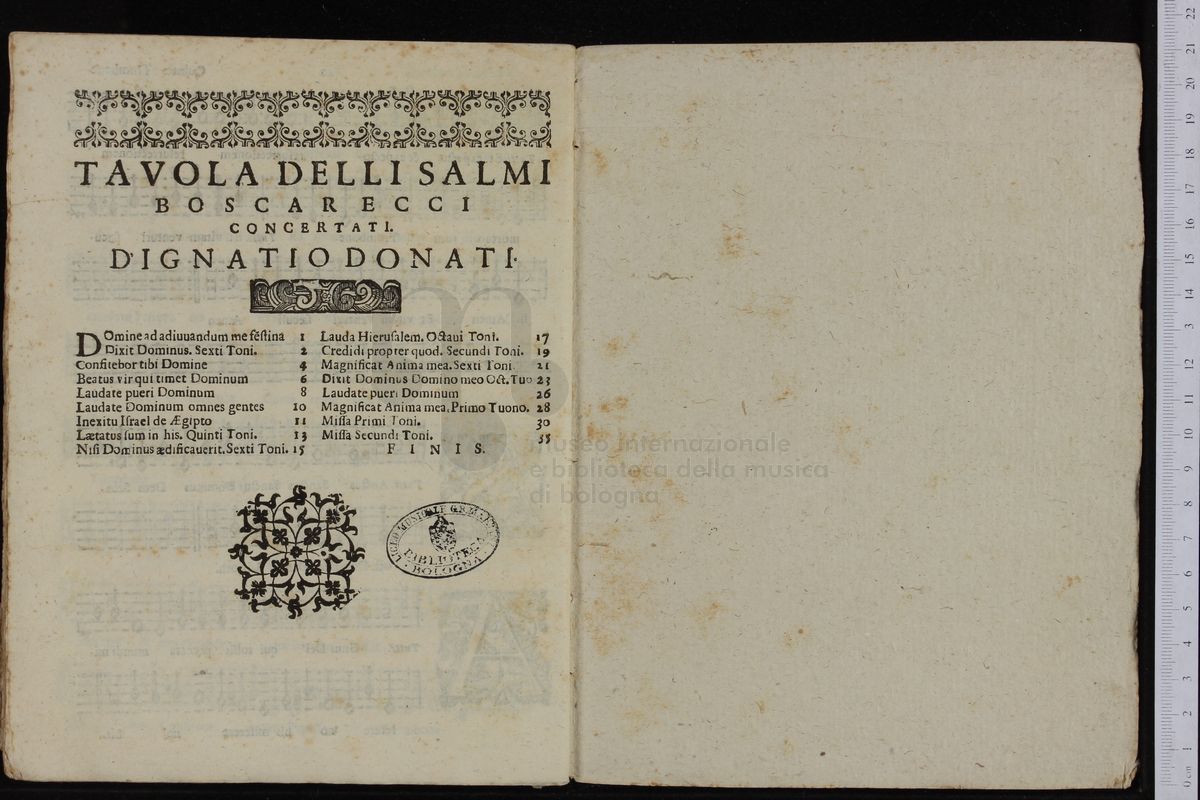 TAVOLA DELLI SALMI
BOSCARECCI
CONCERTATI.
D'IGNATIO DONATI.
DOmine ad adiuuandum me festina 1
Dixit Dominus. Sexti Toni. 2
Confitebor tibi Domine 4
Beatus vir qui timet Dominum 6
Laudate pueri Dominum 8
Laudate Dominum omnes gentes 10
Inexitu Israel de Ægipto 11
Lætatus sum in his. Quinti Toni. 13
Nisi Dominus ædificauerit. Sexti Toni. 15
Lauda Hierusalem. Octaui Toni. 17
Credidi propter quod. Secundi Toni. 19
Magnificat Anima mea. Sexti Toni 21
Dixit Dominus Domino meo Oct. Tuo 23
Laudate pueri Dominum 26
Magnificat Anima mea. Primo Tuono. 28
Missa Primi Toni. 30
Missa Secundi Toni. 35
FINIS.
LICEO MUSICALE
BIBLIOTECA
BOLOGNA
museo internazionale
e biblioteca della musica
di bologna